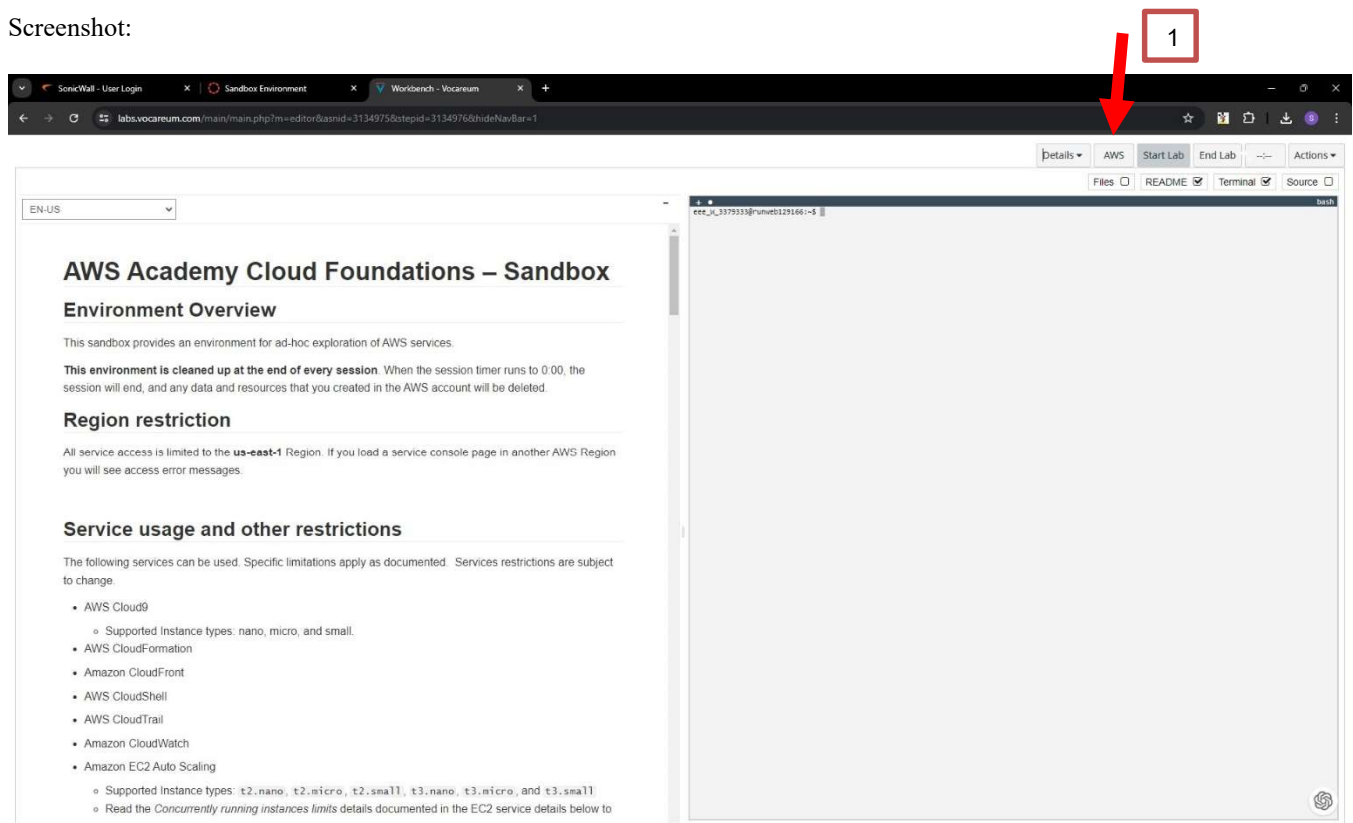 Screenshot:
1
SonicWall - User Login
Sandbox Environment
Workbench - Vocareum
labs.vocareum.com/main/main.php?m=editor&asnid=3134975&stepid=3134976&hideNavBar=1
Details AWS Start Lab End Lab --:-- Actions
Files README Terminal Source
EN-US
bash
AWS Academy Cloud Foundations – Sandbox
Environment Overview
This sandbox provides an environment for ad-hoc exploration of AWS services.
This environment is cleaned up at the end of every session. When the session timer runs to 0:00, the
session will end, and any data and resources that you created in the AWS account will be deleted.
Region restriction
All service access is limited to the us-east-1 Region. If you load a service console page in another AWS Region
you will see access error messages.
Service usage and other restrictions
The following services can be used. Specific limitations apply as documented. Services restrictions are subject
to change.
• AWS Cloud9
◦ Supported Instance types: nano, micro, and small.
• AWS CloudFormation
• Amazon CloudFront
• AWS CloudShell
• AWS CloudTrail
• Amazon CloudWatch
• Amazon EC2 Auto Scaling
◦ Supported Instance types: t2.nano, t2.micro, t2.small, t3.nano, t3.micro, and t3.small
◦ Read the Concurrently running instances limits details documented in the EC2 service details below to